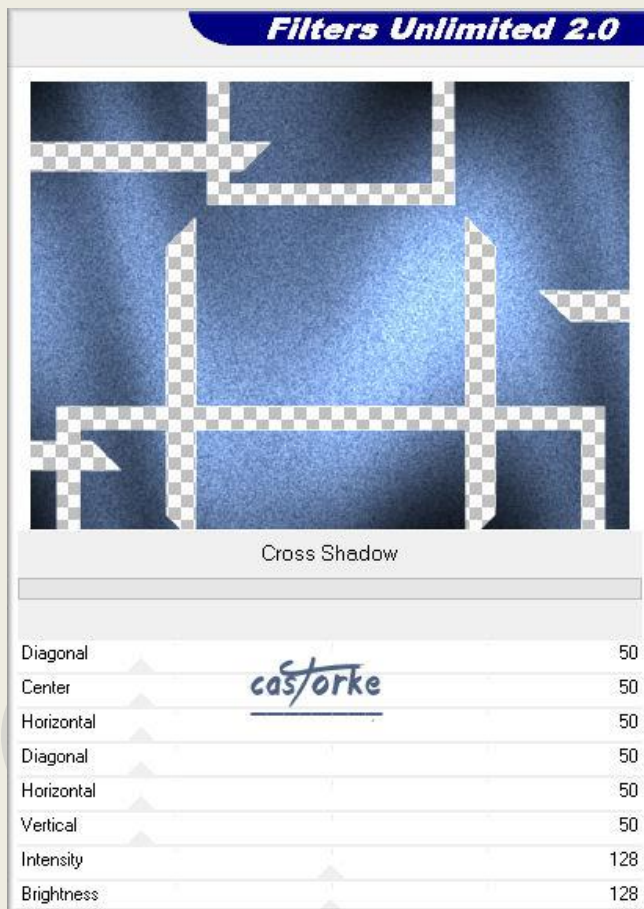 Filters Unlimited 2.0
Cross Shadow
Diagonal 50
castorke
Center 50
Horizontal 50
Diagonal 50
Horizontal 50
Vertical 50
Intensity 128
Brightness 128